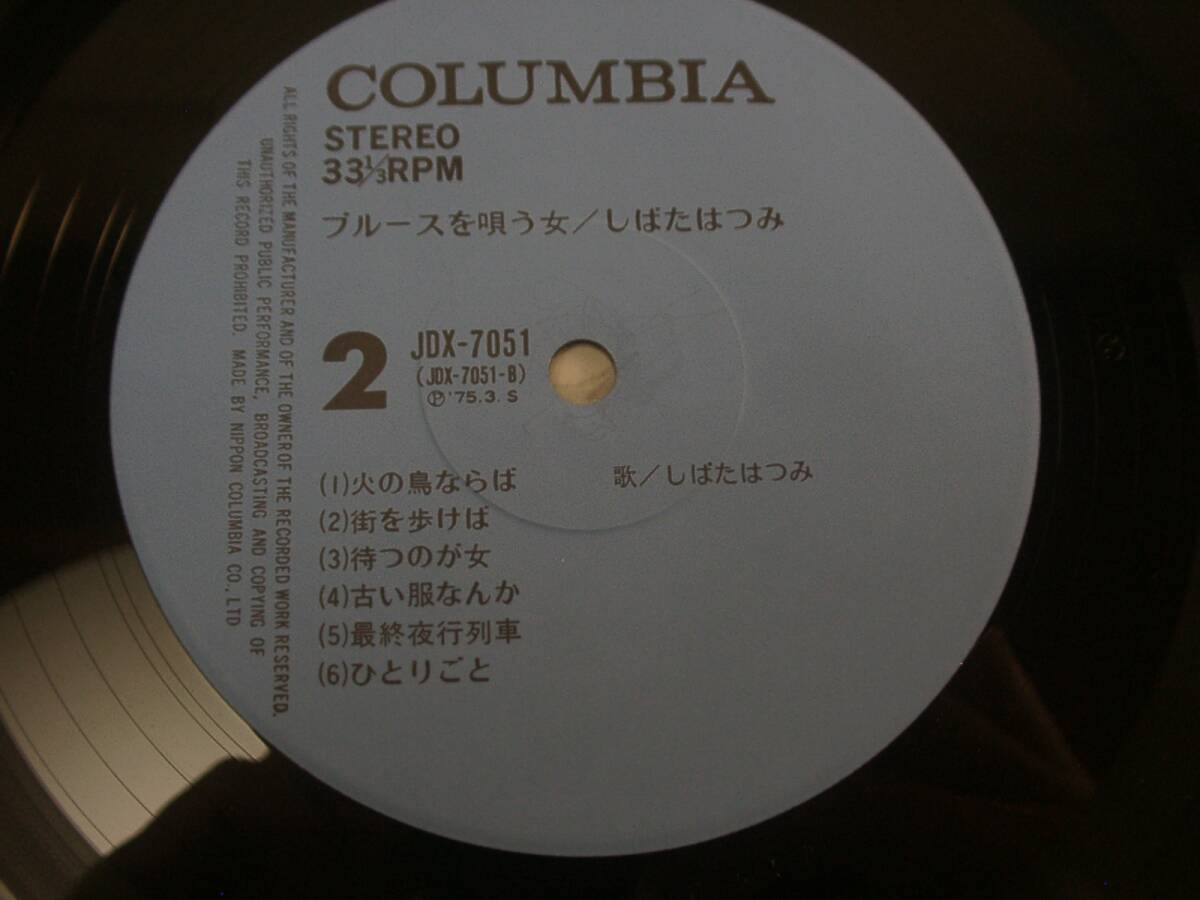 COLUMBIA
STEREO
33 1/3 RPM
ブルースを唄う女／しばたはつみ
2
JDX-7051
(JDX-7051-B)
Ⓟ'75.3. S
(1)火の鳥ならば
歌／しばたはつみ
(2)街を歩けば
(3)待つのが女
(4)古い服なんか
(5)最終夜行列車
(6)ひとりごと
ALL RIGHTS OF THE MANUFACTURER AND OF THE OWNER OF THE RECORDED WORK RESERVED.
UNAUTHORIZED PUBLIC PERFORMANCE, BROADCASTING AND COPYING OF
THIS RECORD PROHIBITED. MADE BY NIPPON COLUMBIA CO., LTD